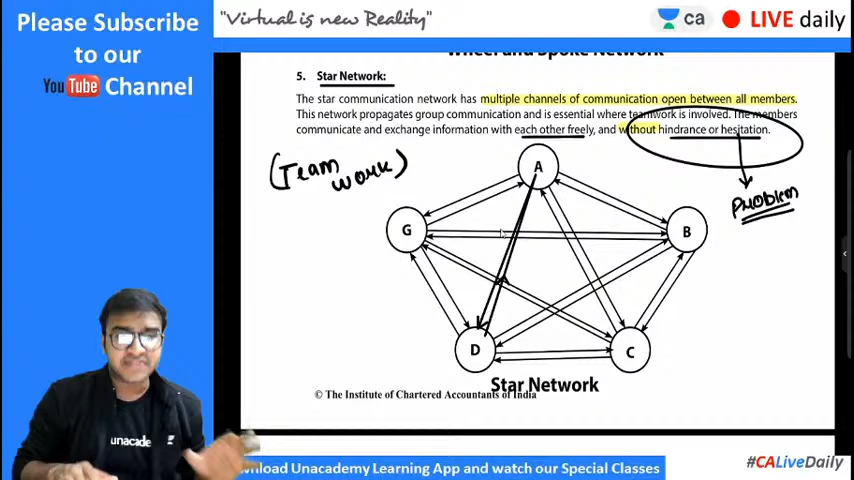 Please Subscribe
to our
YouTube Channel
"Virtual is new Reality"
ca
LIVE daily
Wheel and Spoke Network
5. Star Network:
The star communication network has multiple channels of communication open between all members.
This network propagates group communication and is essential where teamwork is involved. The members
communicate and exchange information with each other freely, and without hindrance or hesitation.
(Team
work)
Problem
A
G
B
D
C
Star Network
© The Institute of Chartered Accountants of India
unacade
wnload Unacademy Learning App and watch our Special Classes
#CALiveDaily